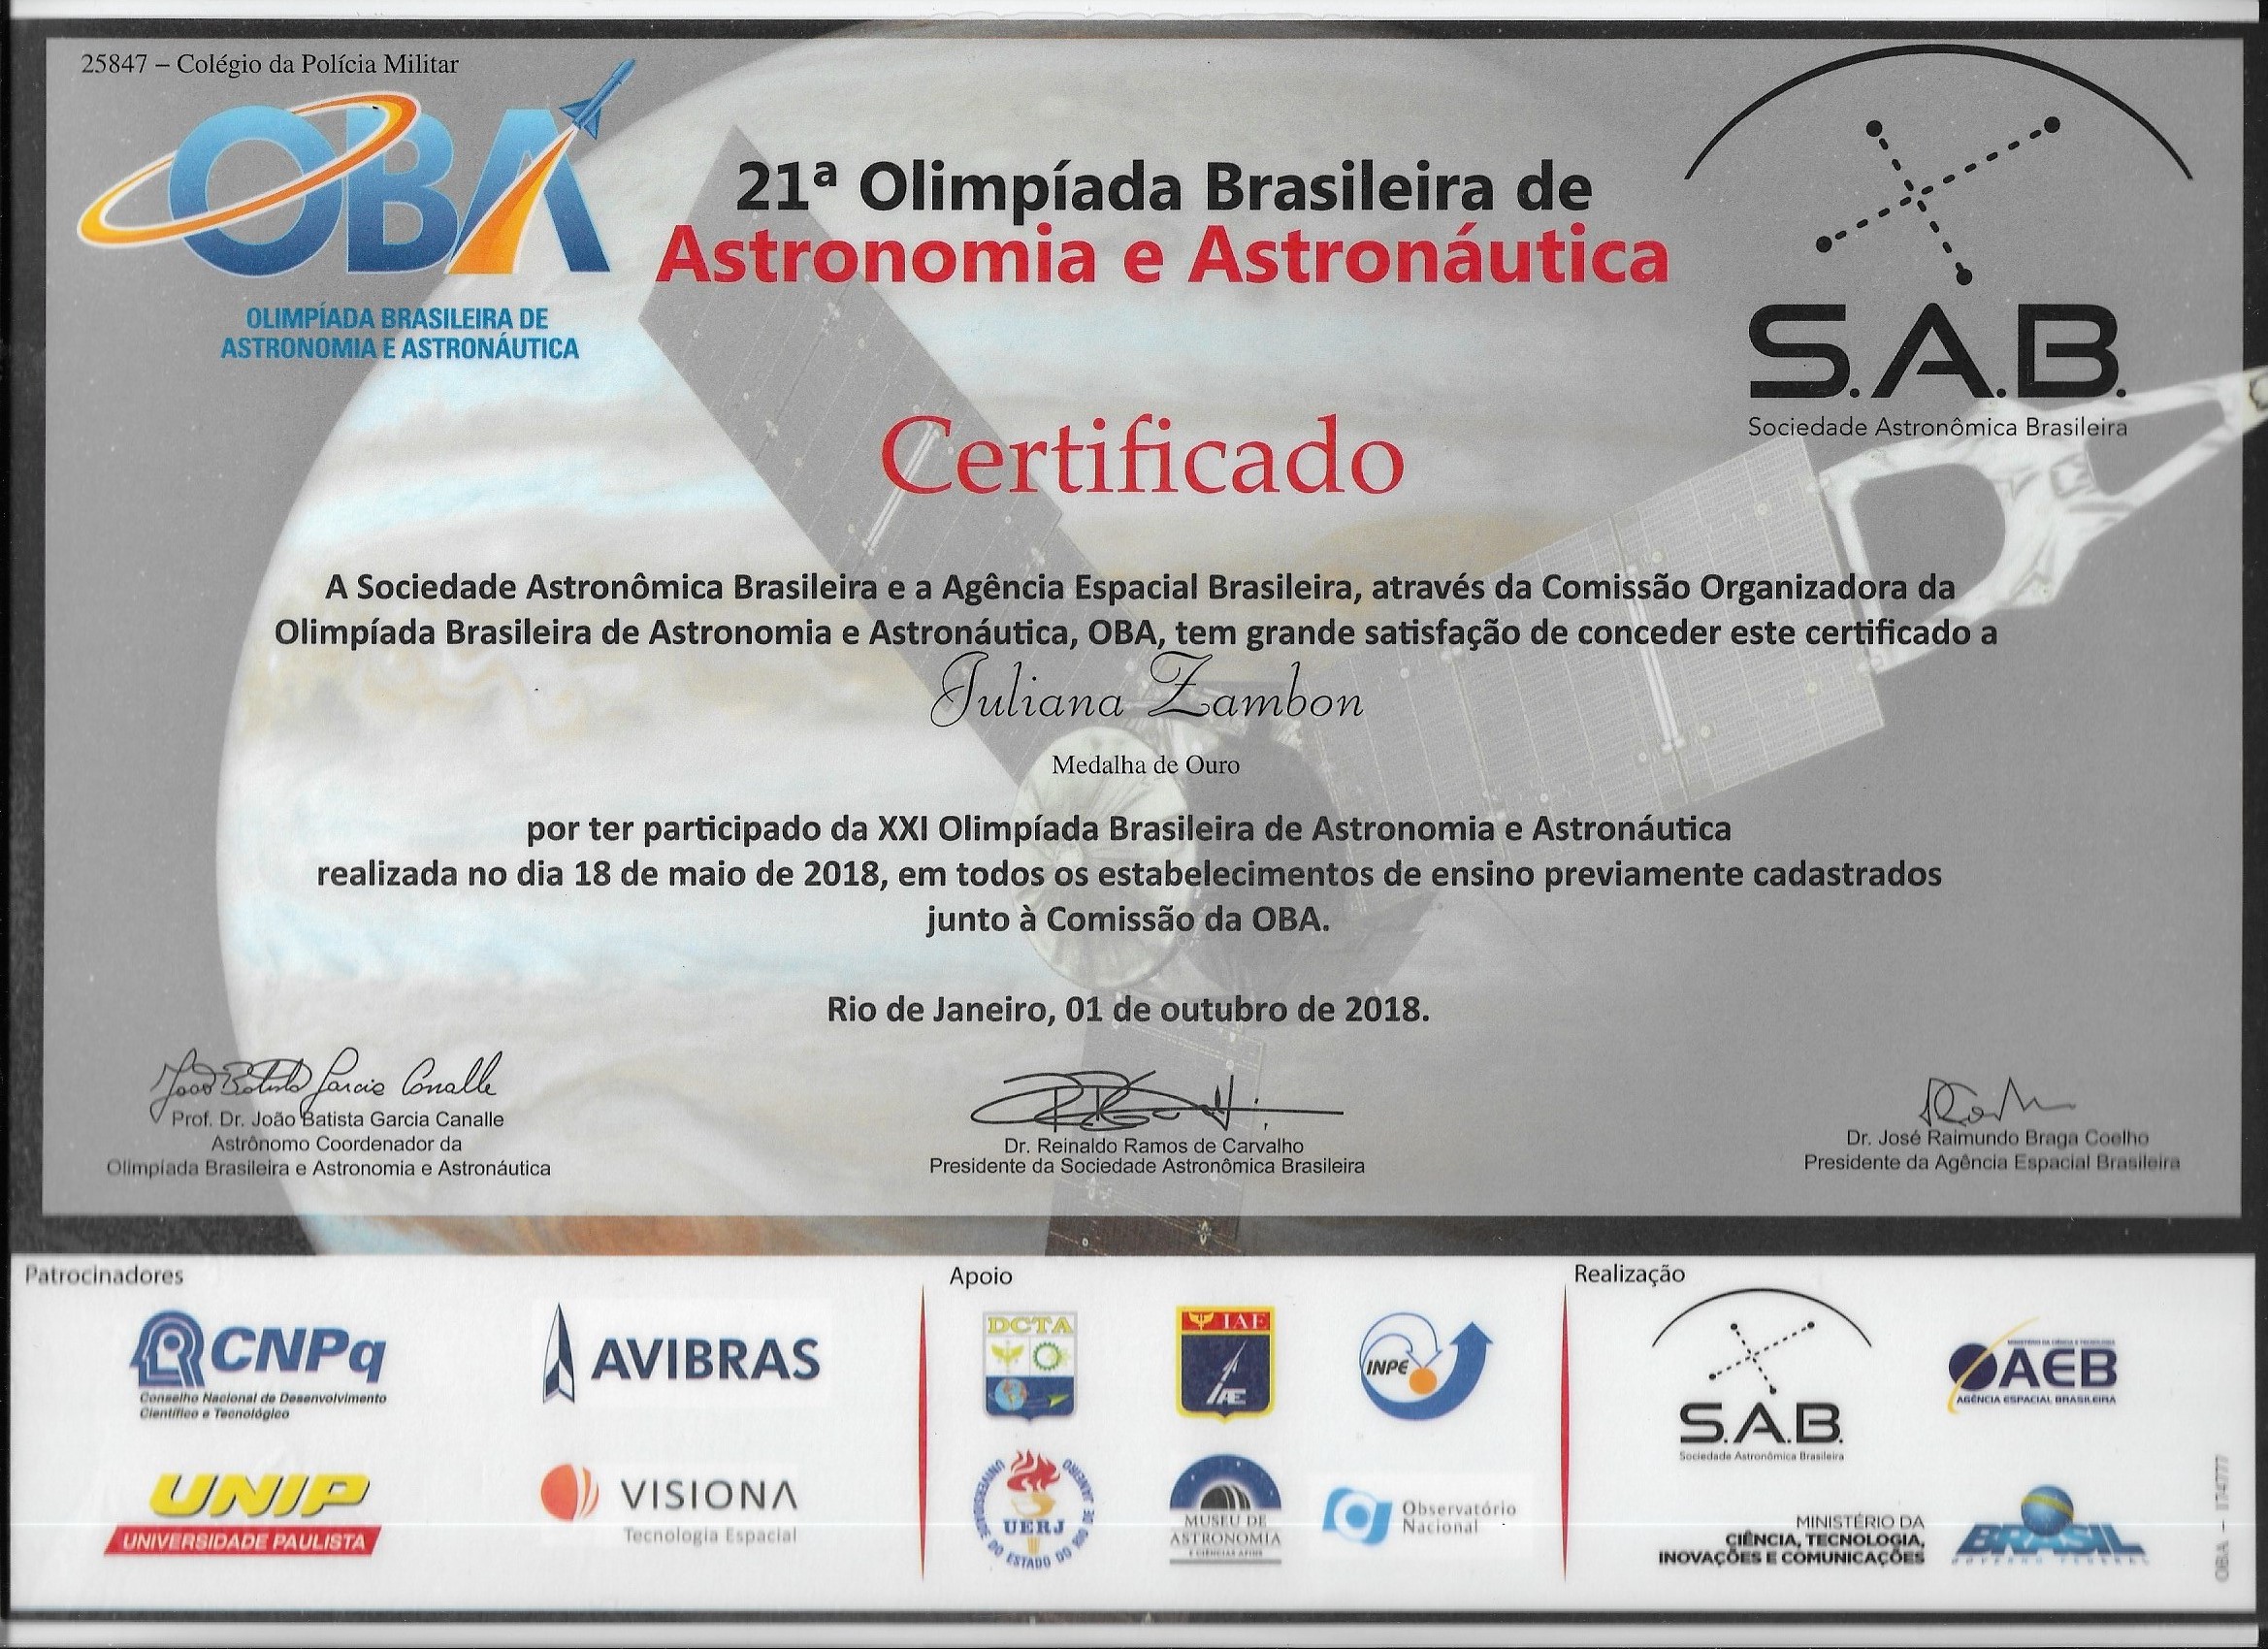 25847 – Colégio da Polícia Militar
OBA
OLIMPÍADA BRASILEIRA DE
ASTRONOMIA E ASTRONÁUTICA
21ª Olimpíada Brasileira de
Astronomia e Astronáutica
S.A.B.
Sociedade Astronômica Brasileira
Certificado
A Sociedade Astronômica Brasileira e a Agência Espacial Brasileira, através da Comissão Organizadora da
Olimpíada Brasileira de Astronomia e Astronáutica, OBA, tem grande satisfação de conceder este certificado a
Juliana Zambon
Medalha de Ouro
por ter participado da XXI Olimpíada Brasileira de Astronomia e Astronáutica
realizada no dia 18 de maio de 2018, em todos os estabelecimentos de ensino previamente cadastrados
junto à Comissão da OBA.
Rio de Janeiro, 01 de outubro de 2018.
João Batista Garcia Canalle
Prof. Dr. João Batista Garcia Canalle
Astrônomo Coordenador da
Olimpíada Brasileira e Astronomia e Astronáutica
Dr. Reinaldo Ramos de Carvalho
Presidente da Sociedade Astronômica Brasileira
Dr. José Raimundo Braga Coelho
Presidente da Agência Espacial Brasileira
Patrocinadores
CNPq
Conselho Nacional de Desenvolvimento
Científico e Tecnológico
AVIBRAS
UNIP
UNIVERSIDADE PAULISTA
VISIONA
Tecnologia Espacial
Apoio
DCTA
IAE
IAE
INPE
UNIVERSIDADE DO ESTADO DO RIO DE JANEIRO
UERJ
MUSEU DE
ASTRONOMIA
E CIÊNCIAS AFINS
Observatório
Nacional
Realização
S.A.B.
Sociedade Astronômica Brasileira
MINISTÉRIO DA CIÊNCIA E TECNOLOGIA
AEB
AGÊNCIA ESPACIAL BRASILEIRA
MINISTÉRIO DA
CIÊNCIA, TECNOLOGIA,
INOVAÇÕES E COMUNICAÇÕES
BRASIL
GOVERNO FEDERAL
OBA – 174777